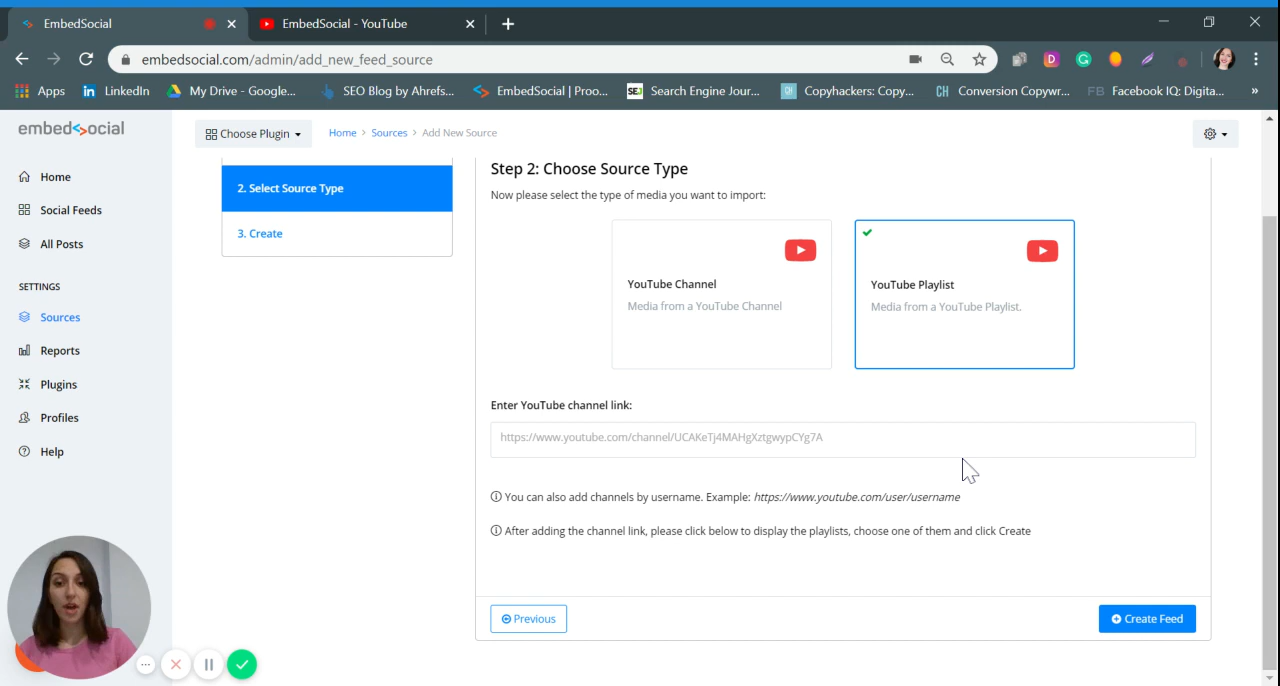 EmbedSocial
EmbedSocial - YouTube
embedsocial.com/admin/add_new_feed_source
Apps
LinkedIn
My Drive - Google...
SEO Blog by Ahrefs...
EmbedSocial | Proo...
SEJ Search Engine Jour...
Copyhackers: Copy...
CH Conversion Copywr...
FB Facebook IQ: Digita...
»
embedsocial
Choose Plugin
Home > Sources > Add New Source
Home
Social Feeds
All Posts
SETTINGS
Sources
Reports
Plugins
Profiles
Help
2. Select Source Type
3. Create
Step 2: Choose Source Type
Now please select the type of media you want to import:
YouTube Channel
Media from a YouTube Channel
YouTube Playlist
Media from a YouTube Playlist.
Enter YouTube channel link:
https://www.youtube.com/channel/UCAKeTj4MAHgXztgwypCYg7A
You can also add channels by username. Example: https://www.youtube.com/user/username
After adding the channel link, please click below to display the playlists, choose one of them and click Create
Previous
Create Feed